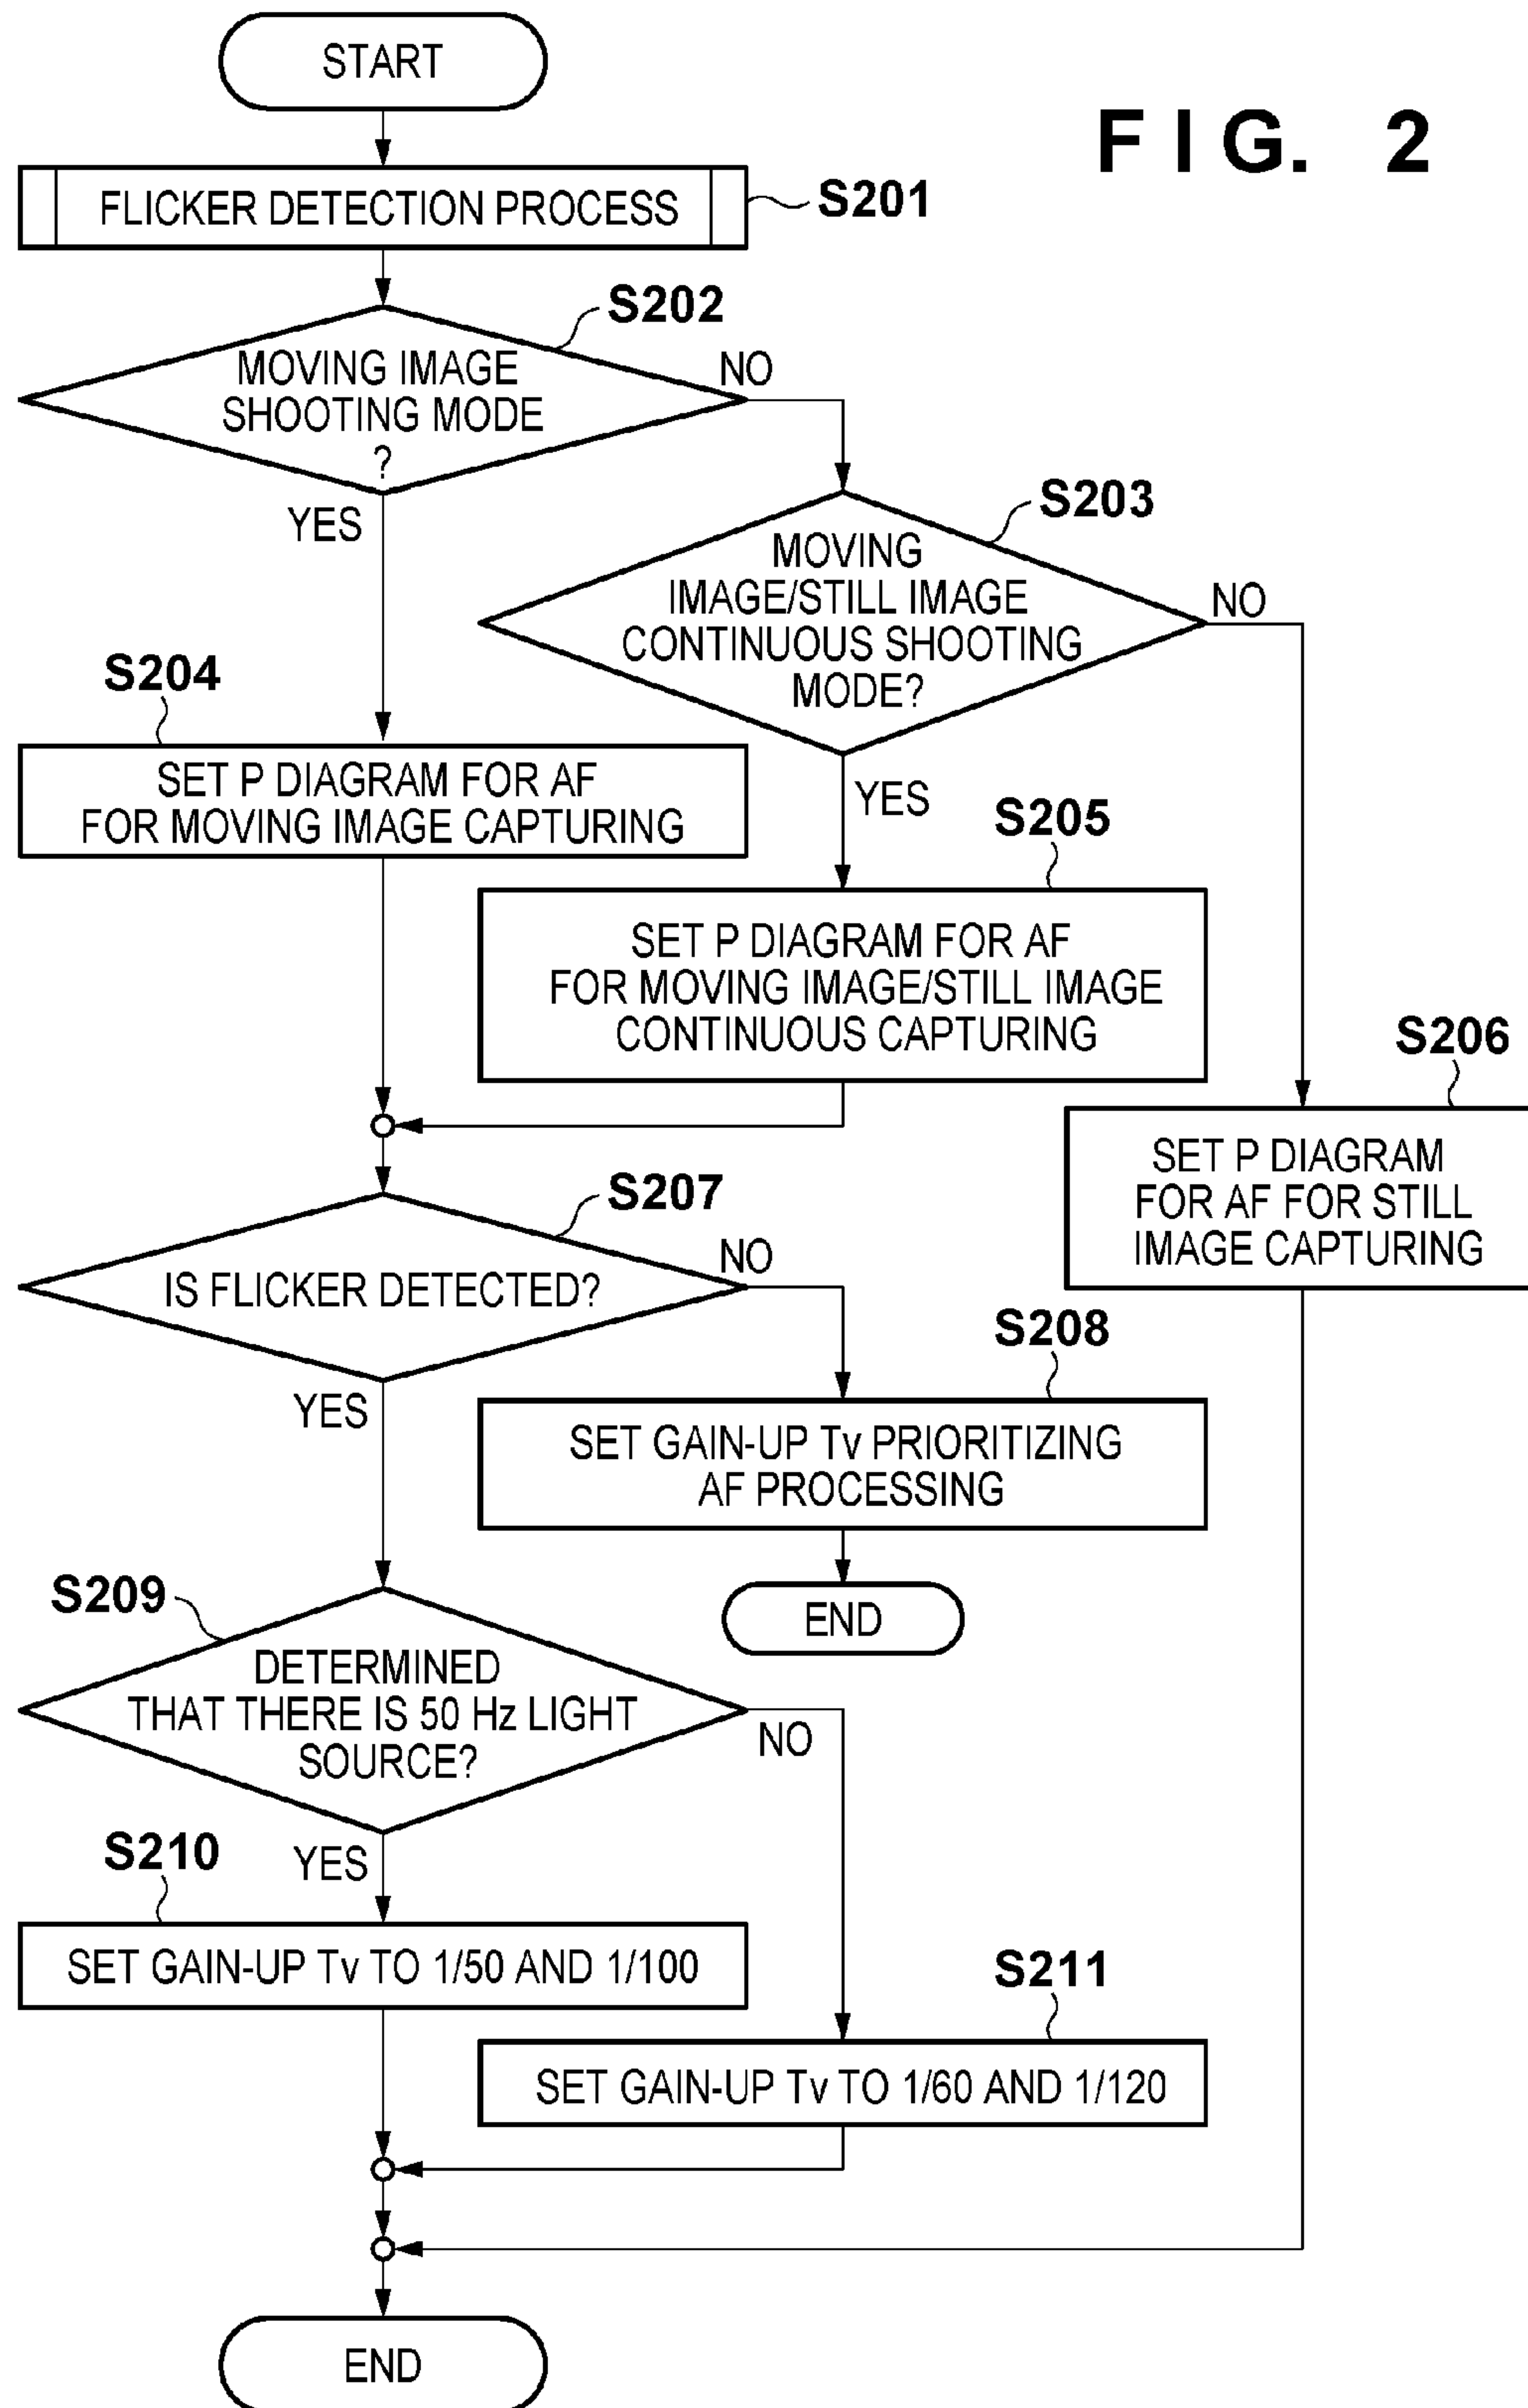 START
FIG. 2
FLICKER DETECTION PROCESS
S201
S202
MOVING IMAGE
SHOOTING MODE
?
NO
YES
S203
MOVING
IMAGE/STILL IMAGE
CONTINUOUS SHOOTING
MODE?
NO
YES
S204
SET P DIAGRAM FOR AF
FOR MOVING IMAGE CAPTURING
S205
SET P DIAGRAM FOR AF
FOR MOVING IMAGE/STILL IMAGE
CONTINUOUS CAPTURING
S206
SET P DIAGRAM
FOR AF FOR STILL
IMAGE CAPTURING
S207
IS FLICKER DETECTED?
NO
YES
S208
SET GAIN-UP Tv PRIORITIZING
AF PROCESSING
END
S209
DETERMINED
THAT THERE IS 50 Hz LIGHT
SOURCE?
NO
YES
S210
SET GAIN-UP Tv TO 1/50 AND 1/100
S211
SET GAIN-UP Tv TO 1/60 AND 1/120
END